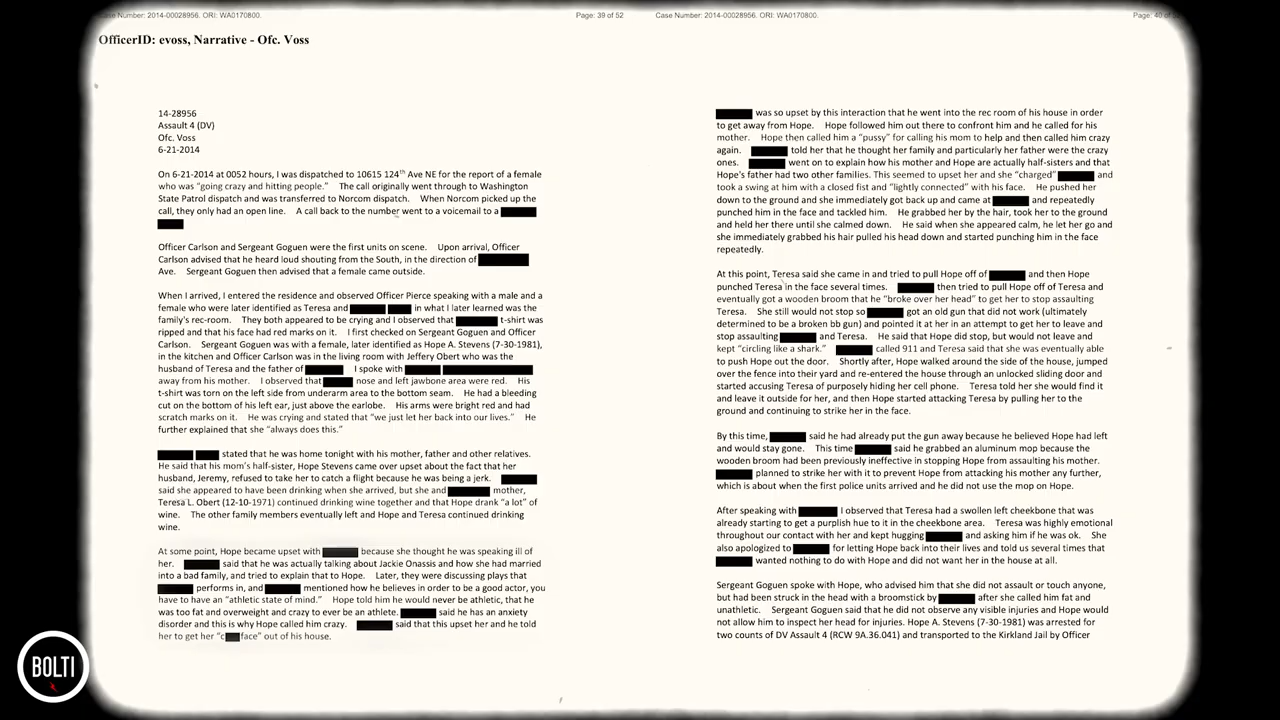 Case Number: 2014-00028956. ORI: WA0170800.
Page: 39 of 52
Case Number: 2014-00028956. ORI: WA0170800.
Page: 40 of
OfficerID: evoss, Narrative - Ofc. Voss
14-28956
Assault 4 (DV)
Ofc. Voss
6-21-2014
On 6-21-2014 at 0052 hours, I was dispatched to 10615 124th Ave NE for the report of a female
who was “going crazy and hitting people.” The call originally went through to Washington
State Patrol dispatch and was transferred to Norcom dispatch. When Norcom picked up the
call, they only had an open line. A call back to the number went to a voicemail to a
Officer Carlson and Sergeant Goguen were the first units on scene. Upon arrival, Officer
Carlson advised that he heard loud shouting from the South, in the direction of
Ave. Sergeant Goguen then advised that a female came outside.
When I arrived, I entered the residence and observed Officer Pierce speaking with a male and a
female who were later identified as Teresa and in what I later learned was the
family's rec-room. They both appeared to be crying and I observed that t-shirt was
ripped and that his face had red marks on it. I first checked on Sergeant Goguen and Officer
Carlson. Sergeant Goguen was with a female, later identified as Hope A. Stevens (7-30-1981),
in the kitchen and Officer Carlson was in the living room with Jeffery Obert who was the
husband of Teresa and the father of I spoke with
away from his mother. I observed that nose and left jawbone area were red. His
t-shirt was torn on the left side from underarm area to the bottom seam. He had a bleeding
cut on the bottom of his left ear, just above the earlobe. His arms were bright red and had
scratch marks on it. He was crying and stated that “we just let her back into our lives.” He
further explained that she “always does this.”
stated that he was home tonight with his mother, father and other relatives.
He said that his mom's half-sister, Hope Stevens came over upset about the fact that her
husband, Jeremy, refused to take her to catch a flight because he was being a jerk.
said she appeared to have been drinking when she arrived, but she and mother,
Teresa L. Obert (12-10-1971) continued drinking wine together and that Hope drank “a lot” of
wine. The other family members eventually left and Hope and Teresa continued drinking
wine.
At some point, Hope became upset with because she thought he was speaking ill of
her. said that he was actually talking about Jackie Onassis and how she had married
into a bad family, and tried to explain that to Hope. Later, they were discussing plays that
performs in, and mentioned how he believes in order to be a good actor, you
have to have an “athletic state of mind.” Hope told him he would never be athletic, that he
was too fat and overweight and crazy to ever be an athlete. said he has an anxiety
disorder and this is why Hope called him crazy. said that this upset her and he told
her to get her “c face” out of his house.
was so upset by this interaction that he went into the rec room of his house in order
to get away from Hope. Hope followed him out there to confront him and he called for his
mother. Hope then called him a “pussy” for calling his mom to help and then called him crazy
again. told her that he thought her family and particularly her father were the crazy
ones. went on to explain how his mother and Hope are actually half-sisters and that
Hope's father had two other families. This seemed to upset her and she “charged”
took a swing at him with a closed fist and “lightly connected” with his face. He pushed her
down to the ground and she immediately got back up and came at and repeatedly
punched him in the face and tackled him. He grabbed her by the hair, took her to the ground
and held her there until she calmed down. He said when she appeared calm, he let her go and
she immediately grabbed his hair pulled his head down and started punching him in the face
repeatedly.
At this point, Teresa said she came in and tried to pull Hope off of and then Hope
punched Teresa in the face several times. then tried to pull Hope off of Teresa and
eventually got a wooden broom that he “broke over her head” to get her to stop assaulting
Teresa. She still would not stop so got an old gun that did not work (ultimately
determined to be a broken bb gun) and pointed it at her in an attempt to get her to leave and
stop assaulting and Teresa. He said that Hope did stop, but would not leave and
kept “circling like a shark.” called 911 and Teresa said that she was eventually able
to push Hope out the door. Shortly after, Hope walked around the side of the house, jumped
over the fence into their yard and re-entered the house through an unlocked sliding door and
started accusing Teresa of purposely hiding her cell phone. Teresa told her she would find it
and leave it outside for her, and then Hope started attacking Teresa by pulling her to the
ground and continuing to strike her in the face.
By this time, said he had already put the gun away because he believed Hope had left
and would stay gone. This time said he grabbed an aluminum mop because the
wooden broom had been previously ineffective in stopping Hope from assaulting his mother.
planned to strike her with it to prevent Hope from attacking his mother any further,
which is about when the first police units arrived and he did not use the mop on Hope.
After speaking with I observed that Teresa had a swollen left cheekbone that was
already starting to get a purplish hue to it in the cheekbone area. Teresa was highly emotional
throughout our contact with her and kept hugging and asking him if he was ok. She
also apologized to for letting Hope back into their lives and told us several times that
wanted nothing to do with Hope and did not want her in the house at all.
Sergeant Goguen spoke with Hope, who advised him that she did not assault or touch anyone,
but had been struck in the head with a broomstick by after she called him fat and
unathletic. Sergeant Goguen said that he did not observe any visible injuries and Hope would
not allow him to inspect her head for injuries. Hope A. Stevens (7-30-1981) was arrested for
two counts of DV Assault 4 (RCW 9A.36.041) and transported to the Kirkland Jail by Officer
BOLTI